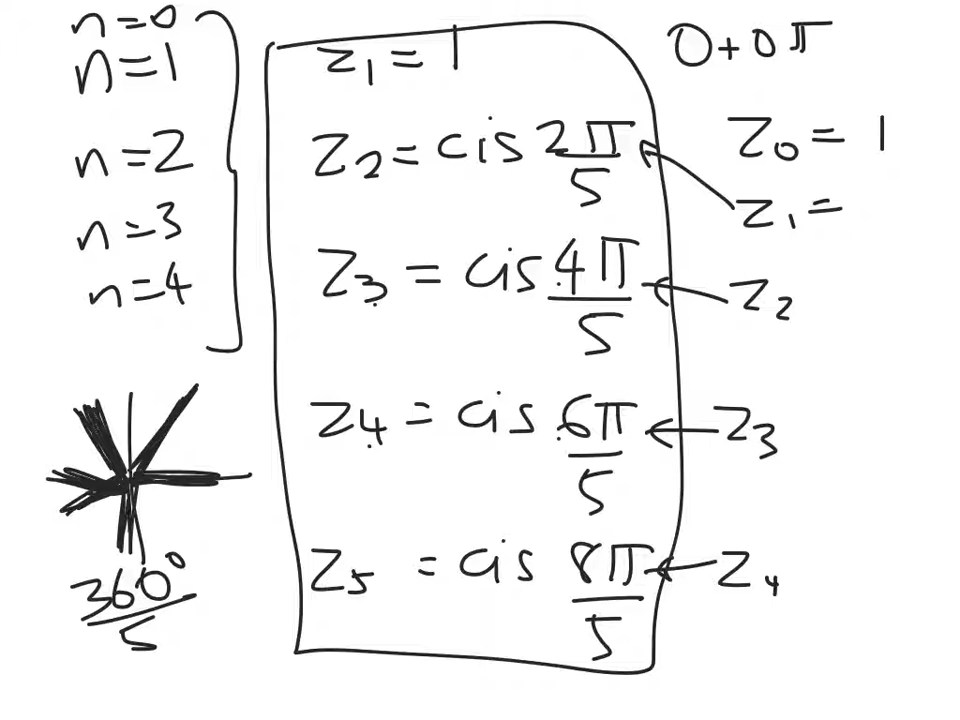 n=0
n=1
n=2
n=3
n=4
360°/5
z₁ = 1
z₂ = cis 2π/5
z₃ = cis 4π/5
z₄ = cis 6π/5
z₅ = cis 8π/5
0+0π
z₀ = 1
z₁ =
z₂
z₃
z₄